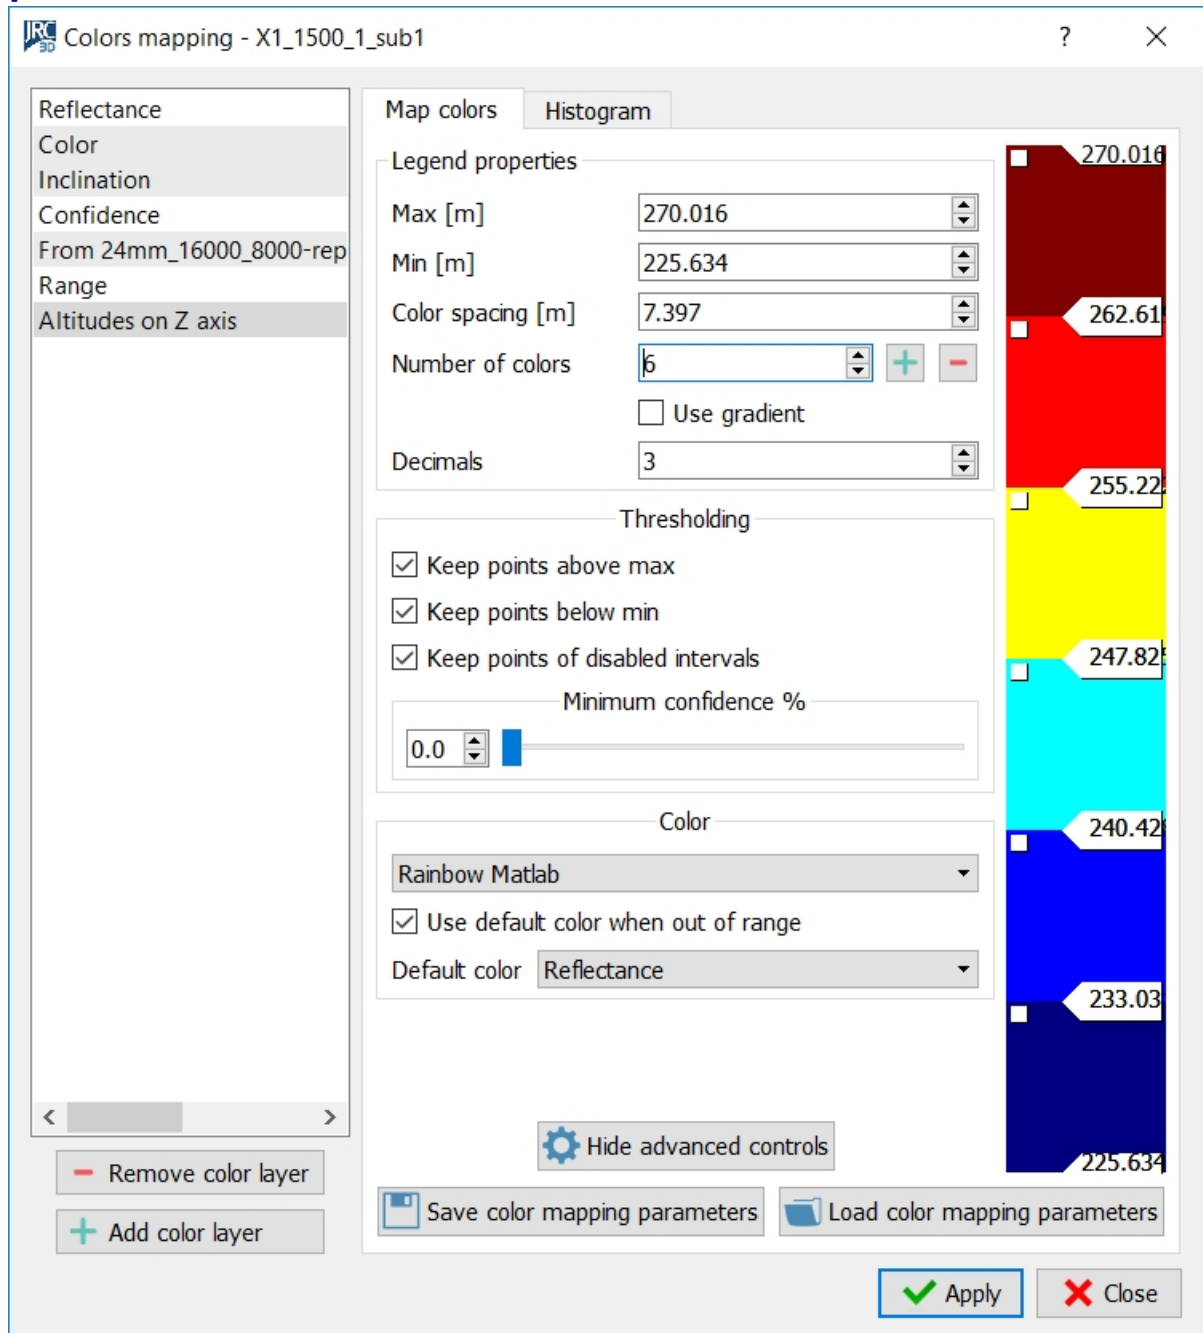 JRC 3D Colors mapping - X1_1500_1_sub1 ?
Reflectance
Color
Inclination
Confidence
From 24mm_16000_8000-rep
Range
Altitudes on Z axis
Remove color layer
Add color layer
Map colors Histogram
Legend properties
Max [m] 270.016
Min [m] 225.634
Color spacing [m] 7.397
Number of colors 6
Use gradient
Decimals 3
Thresholding
Keep points above max
Keep points below min
Keep points of disabled intervals
Minimum confidence %
0.0
Color
Rainbow Matlab
Use default color when out of range
Default color Reflectance
Hide advanced controls
Save color mapping parameters Load color mapping parameters
270.016
262.61
255.22
247.82
240.42
233.03
225.634
Apply Close